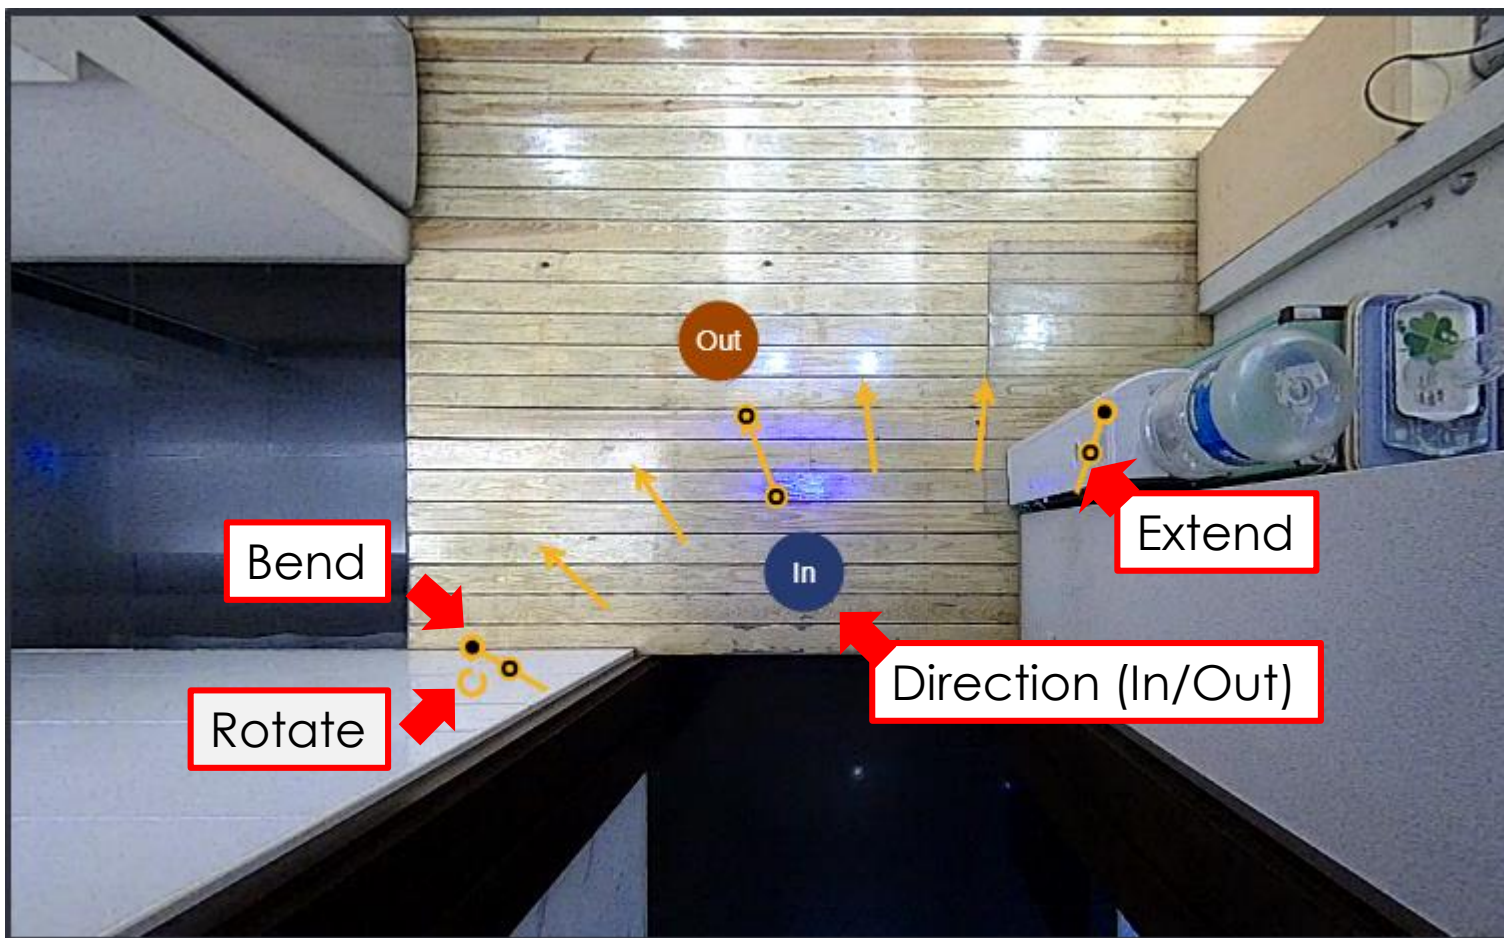 Out
Extend
Bend
In
Direction (In/Out)
Rotate